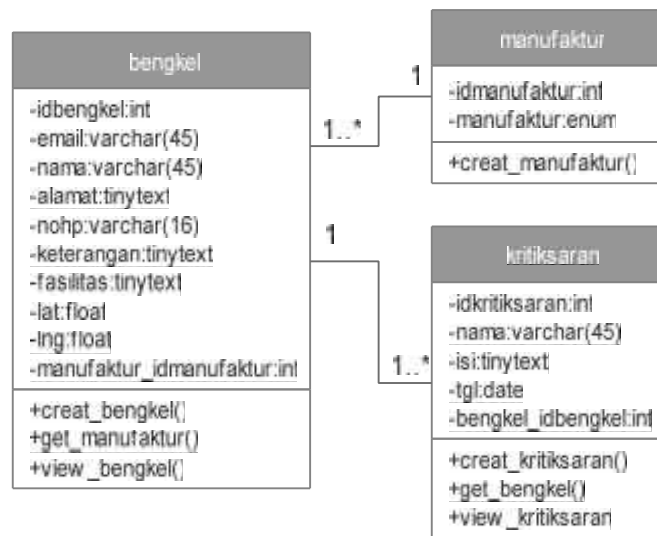 bengkel
-idbengkel:int
-email:varchar(45)
-nama:varchar(45)
-alamat:tinytext
-nohp:varchar(16)
-keterangan:tinytext
-fasilitas:tinytext
-lat:float
-lng:float
-manufaktur_idmanufaktur:int
+creat_bengkel()
+get_manufaktur()
+view_bengkel()
1..*
1
manufaktur
-idmanufaktur:int
-manufaktur:enum
+creat_manufaktur()
1
1..*
kritiksaran
-idkritiksaran:int
-nama:varchar(45)
-isi:tinytext
-tgl:date
-bengkel_idbengkel:int
+creat_kritiksaran()
+get_bengkel()
+view_kritiksaran